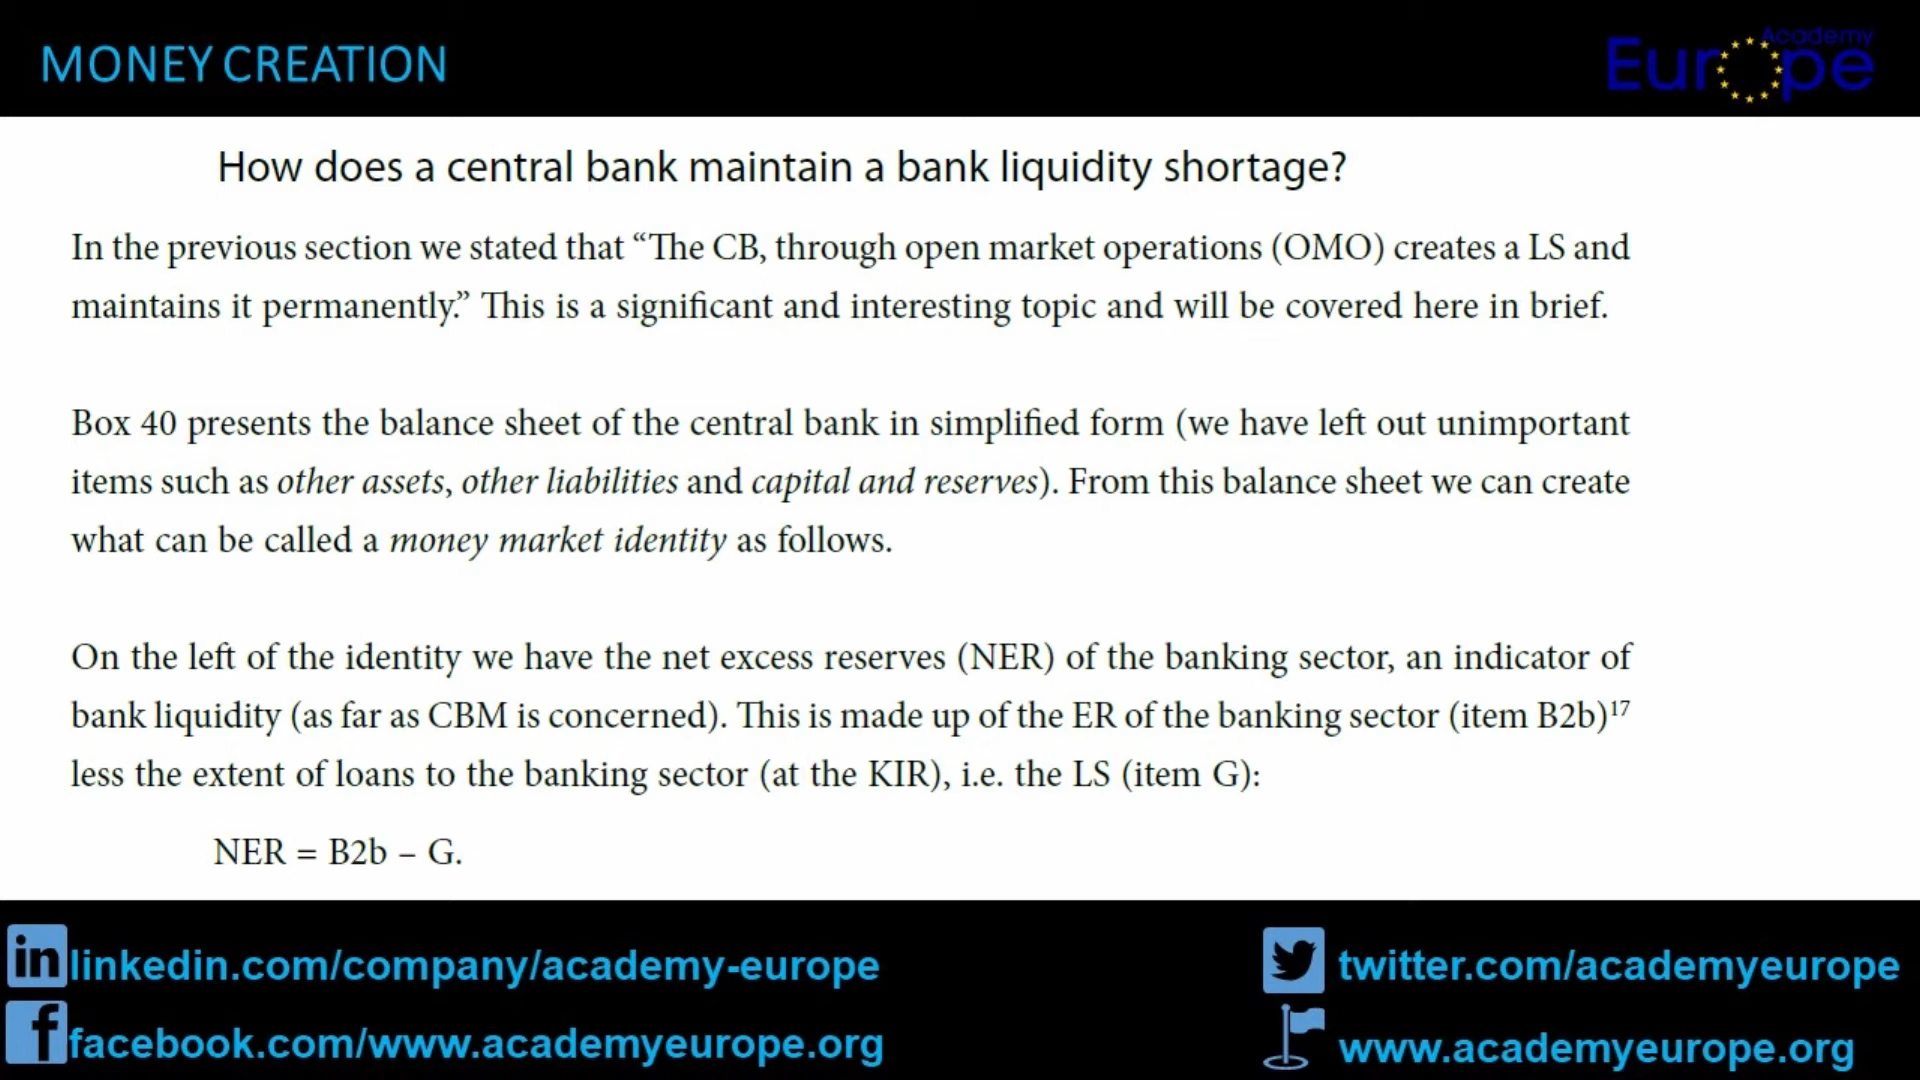 MONEY CREATION
Academy
Europe
How does a central bank maintain a bank liquidity shortage?
In the previous section we stated that “The CB, through open market operations (OMO) creates a LS and
maintains it permanently.” This is a significant and interesting topic and will be covered here in brief.
Box 40 presents the balance sheet of the central bank in simplified form (we have left out unimportant
items such as other assets, other liabilities and capital and reserves). From this balance sheet we can create
what can be called a money market identity as follows.
On the left of the identity we have the net excess reserves (NER) of the banking sector, an indicator of
bank liquidity (as far as CBM is concerned). This is made up of the ER of the banking sector (item B2b)17
less the extent of loans to the banking sector (at the KIR), i.e. the LS (item G):
NER = B2b – G.
in linkedin.com/company/academy-europe
twitter.com/academyeurope
f facebook.com/www.academyeurope.org
www.academyeurope.org